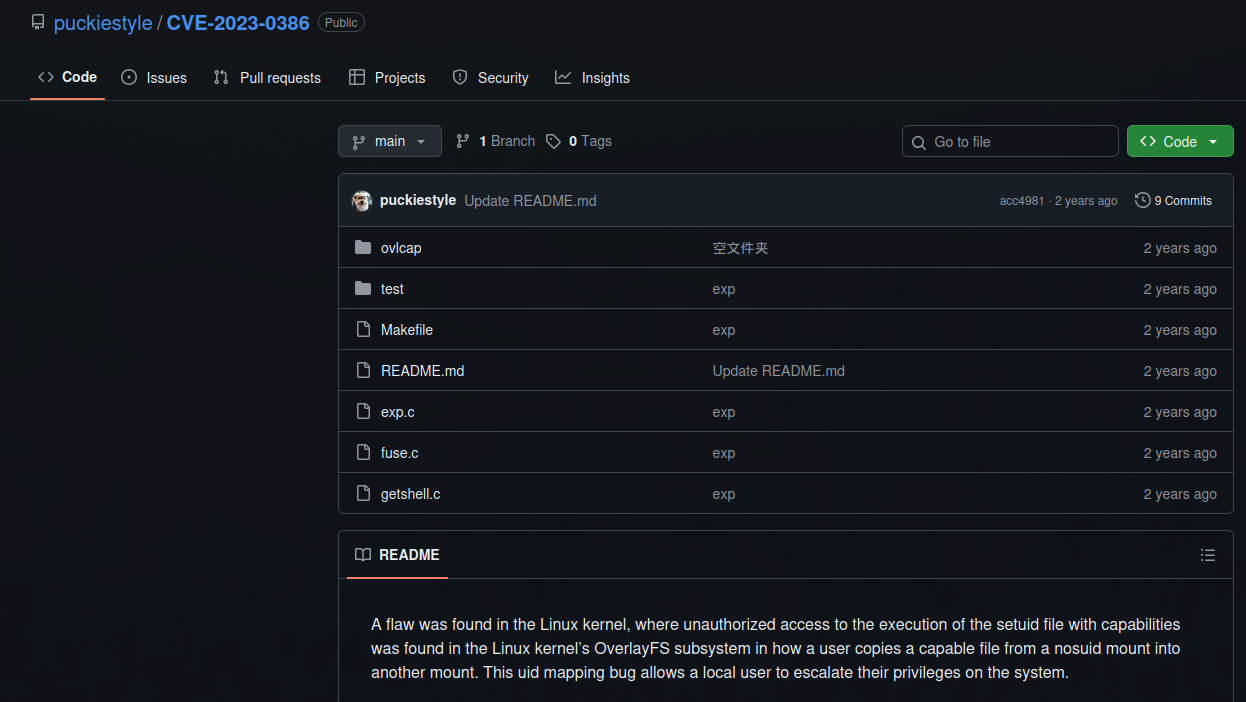 puckiestyle / CVE-2023-0386 Public
Code Issues Pull requests Projects Security Insights
main 1 Branch 0 Tags Go to file Code
puckiestyle Update README.md acc4981 · 2 years ago 9 Commits
ovlcap 空文件夹 2 years ago
test exp 2 years ago
Makefile exp 2 years ago
README.md Update README.md 2 years ago
exp.c exp 2 years ago
fuse.c exp 2 years ago
getshell.c exp 2 years ago
README
A flaw was found in the Linux kernel, where unauthorized access to the execution of the setuid file with capabilities
was found in the Linux kernel's OverlayFS subsystem in how a user copies a capable file from a nosuid mount into
another mount. This uid mapping bug allows a local user to escalate their privileges on the system.